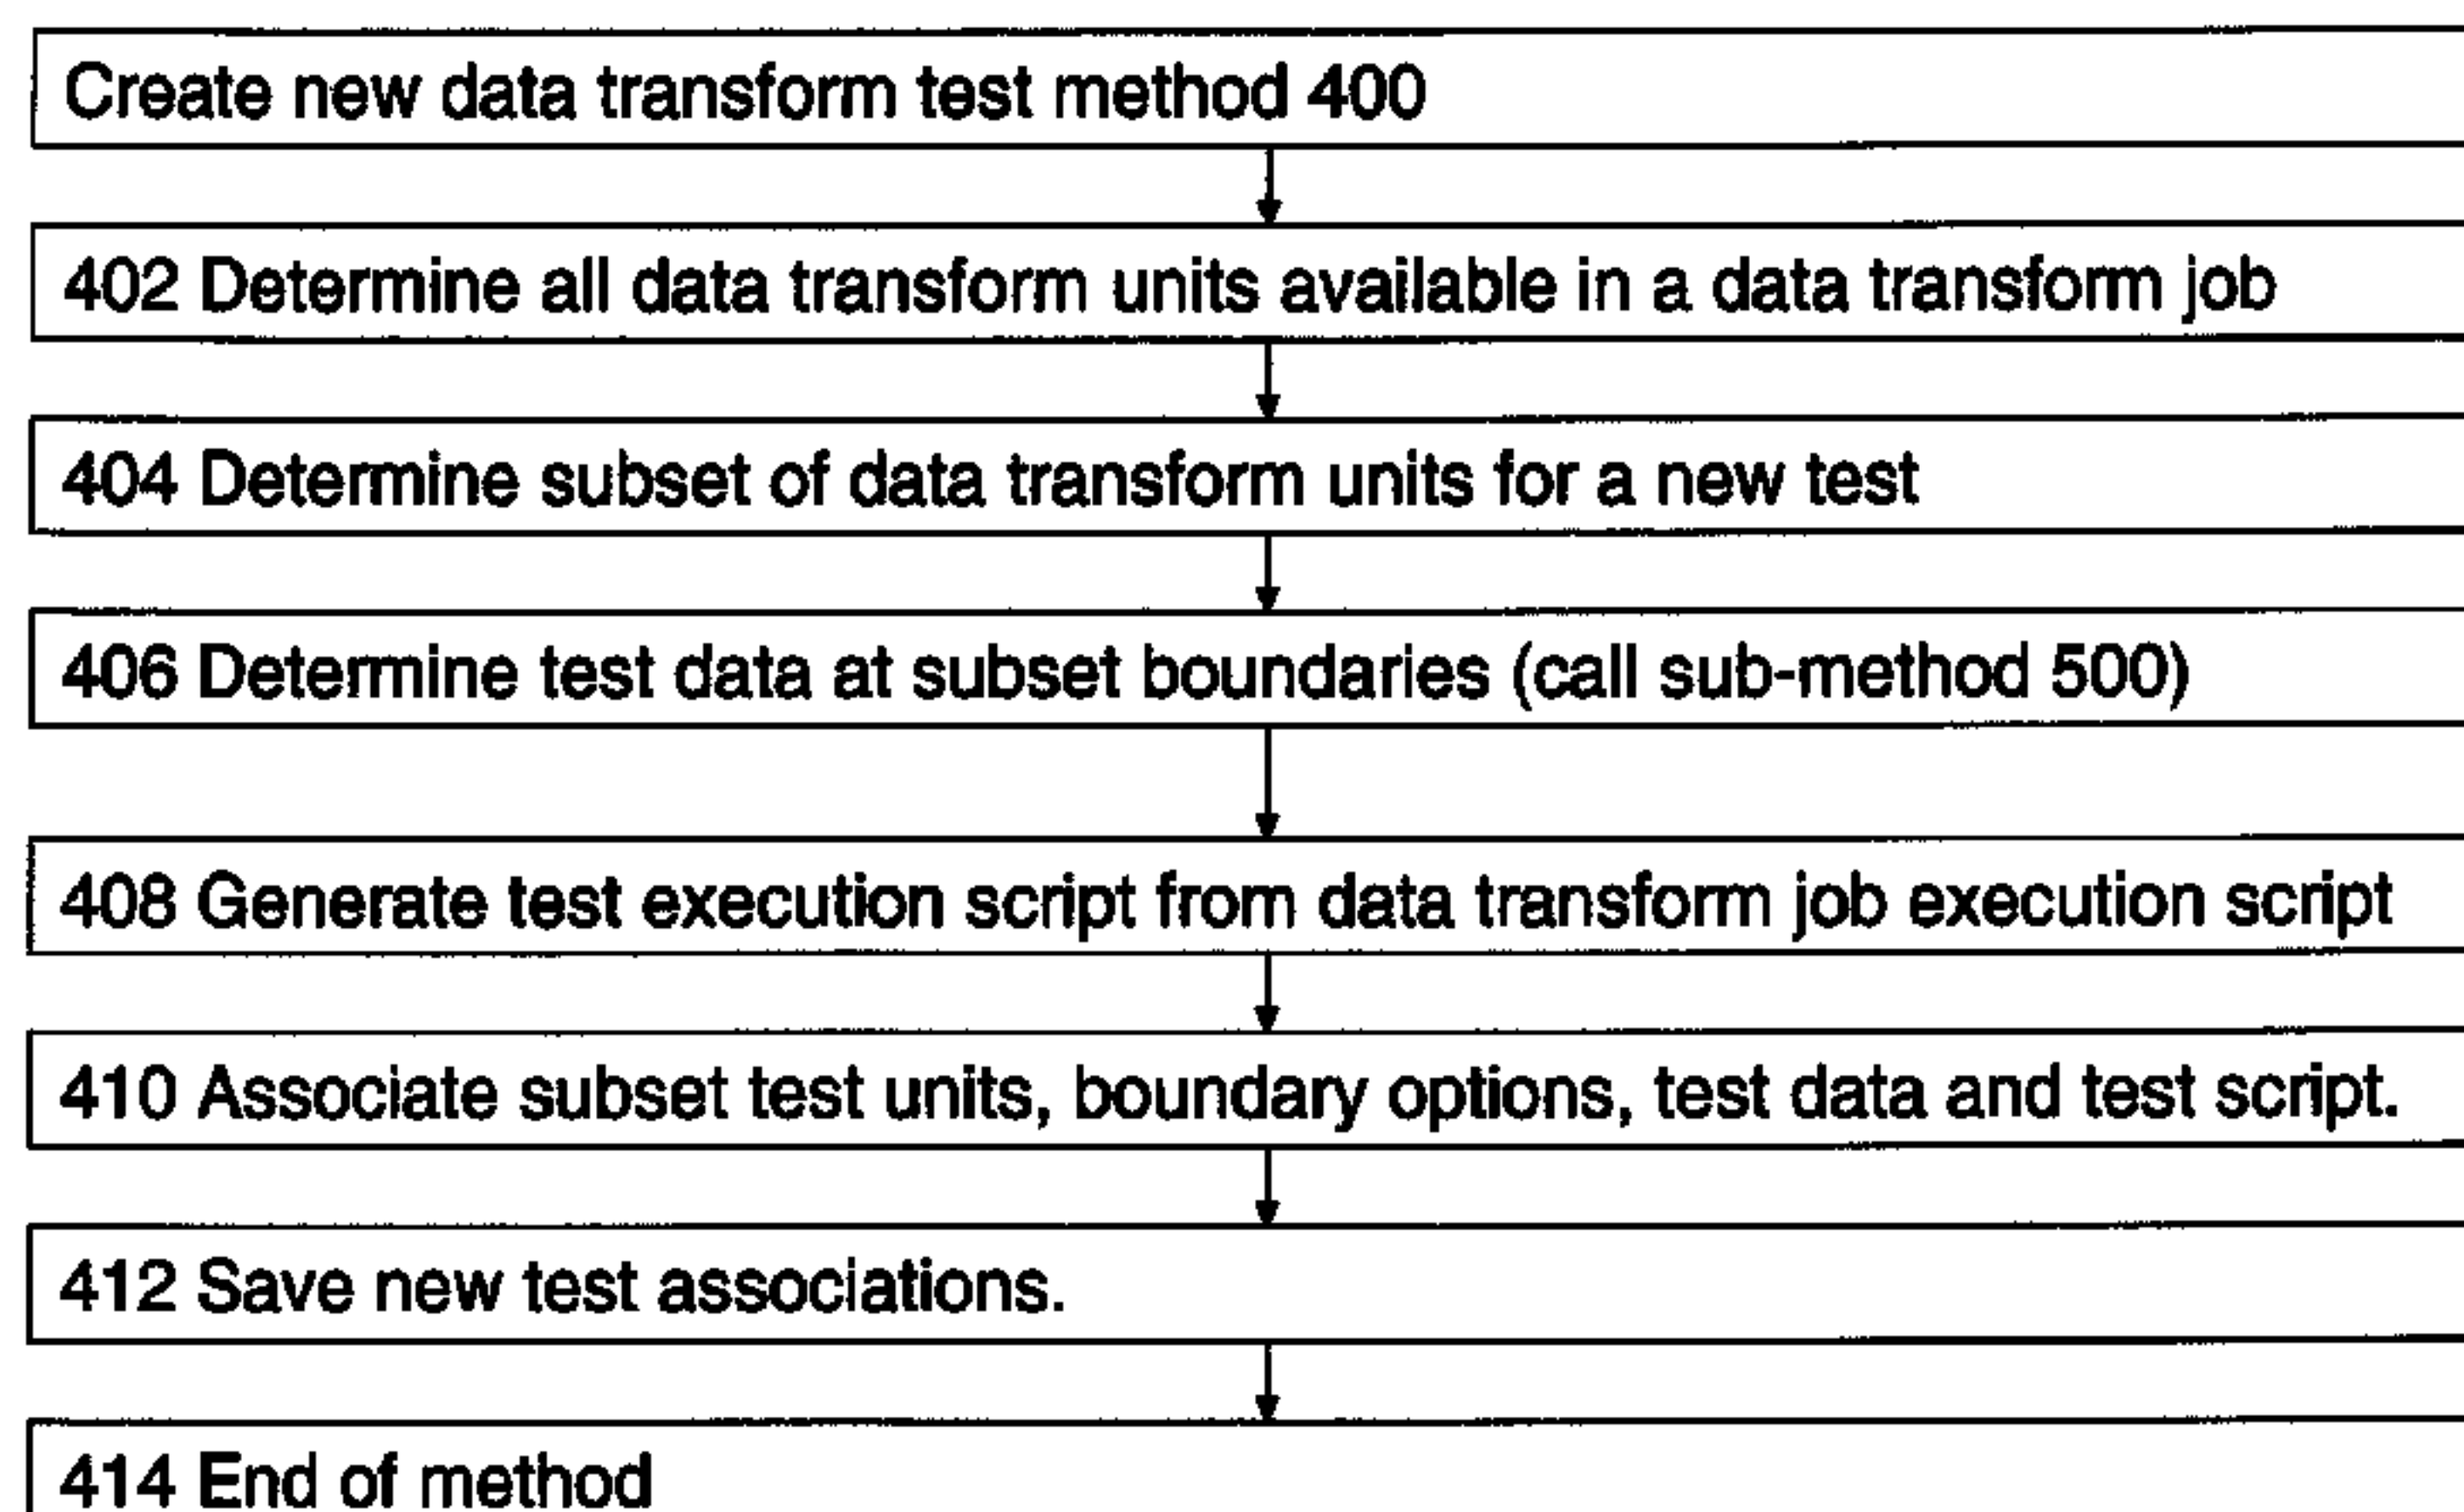 Create new data transform test method 400
402 Determine all data transform units available in a data transform job
404 Determine subset of data transform units for a new test
406 Determine test data at subset boundaries (call sub-method 500)
408 Generate test execution script from data transform job execution script
410 Associate subset test units, boundary options, test data and test script.
412 Save new test associations.
414 End of method